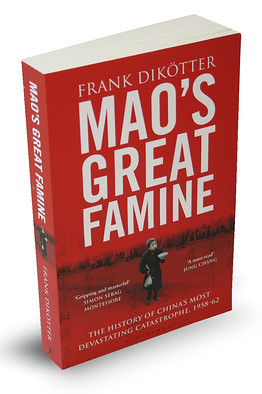 FRANK DIKÖTTER
MAO'S
GREAT
FAMINE
'Gripping and masterful'
SIMON SEBAG
MONTEFIORE
'A must-read'
JUNG CHANG
THE HISTORY OF CHINA'S MOST
DEVASTATING CATASTROPHE, 1958-62
MAO'S GREAT FAMINE
FRANK DIKÖTTER